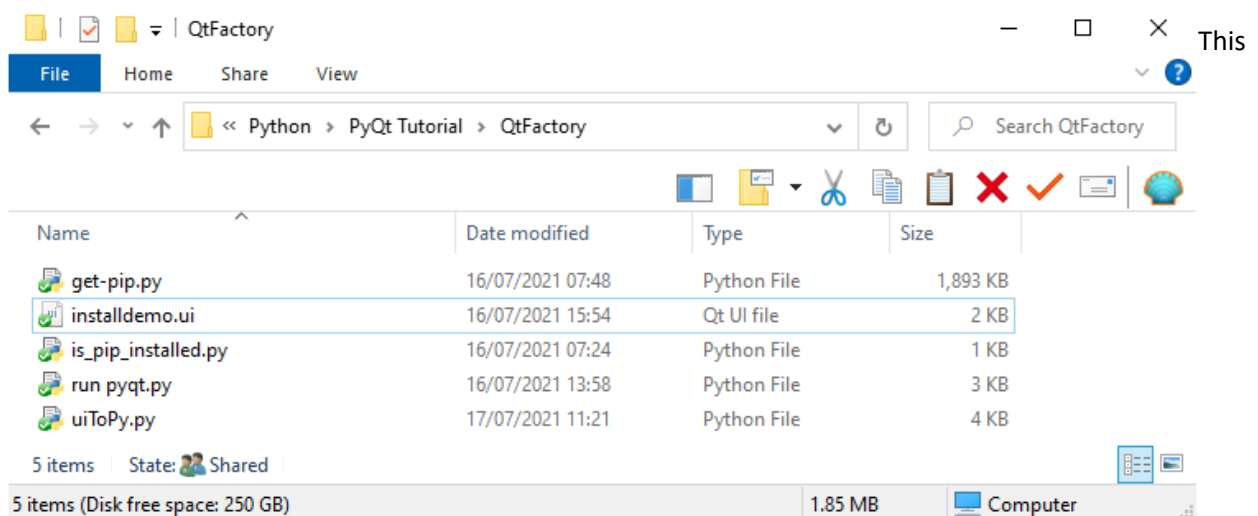 QtFactory
This
File Home Share View
« Python > PyQt Tutorial > QtFactory Search QtFactory
Name Date modified Type Size
get-pip.py 16/07/2021 07:48 Python File 1,893 KB
installdemo.ui 16/07/2021 15:54 Qt UI file 2 KB
is_pip_installed.py 16/07/2021 07:24 Python File 1 KB
run pyqt.py 16/07/2021 13:58 Python File 3 KB
uiToPy.py 17/07/2021 11:21 Python File 4 KB
5 items State: Shared
5 items (Disk free space: 250 GB) 1.85 MB Computer